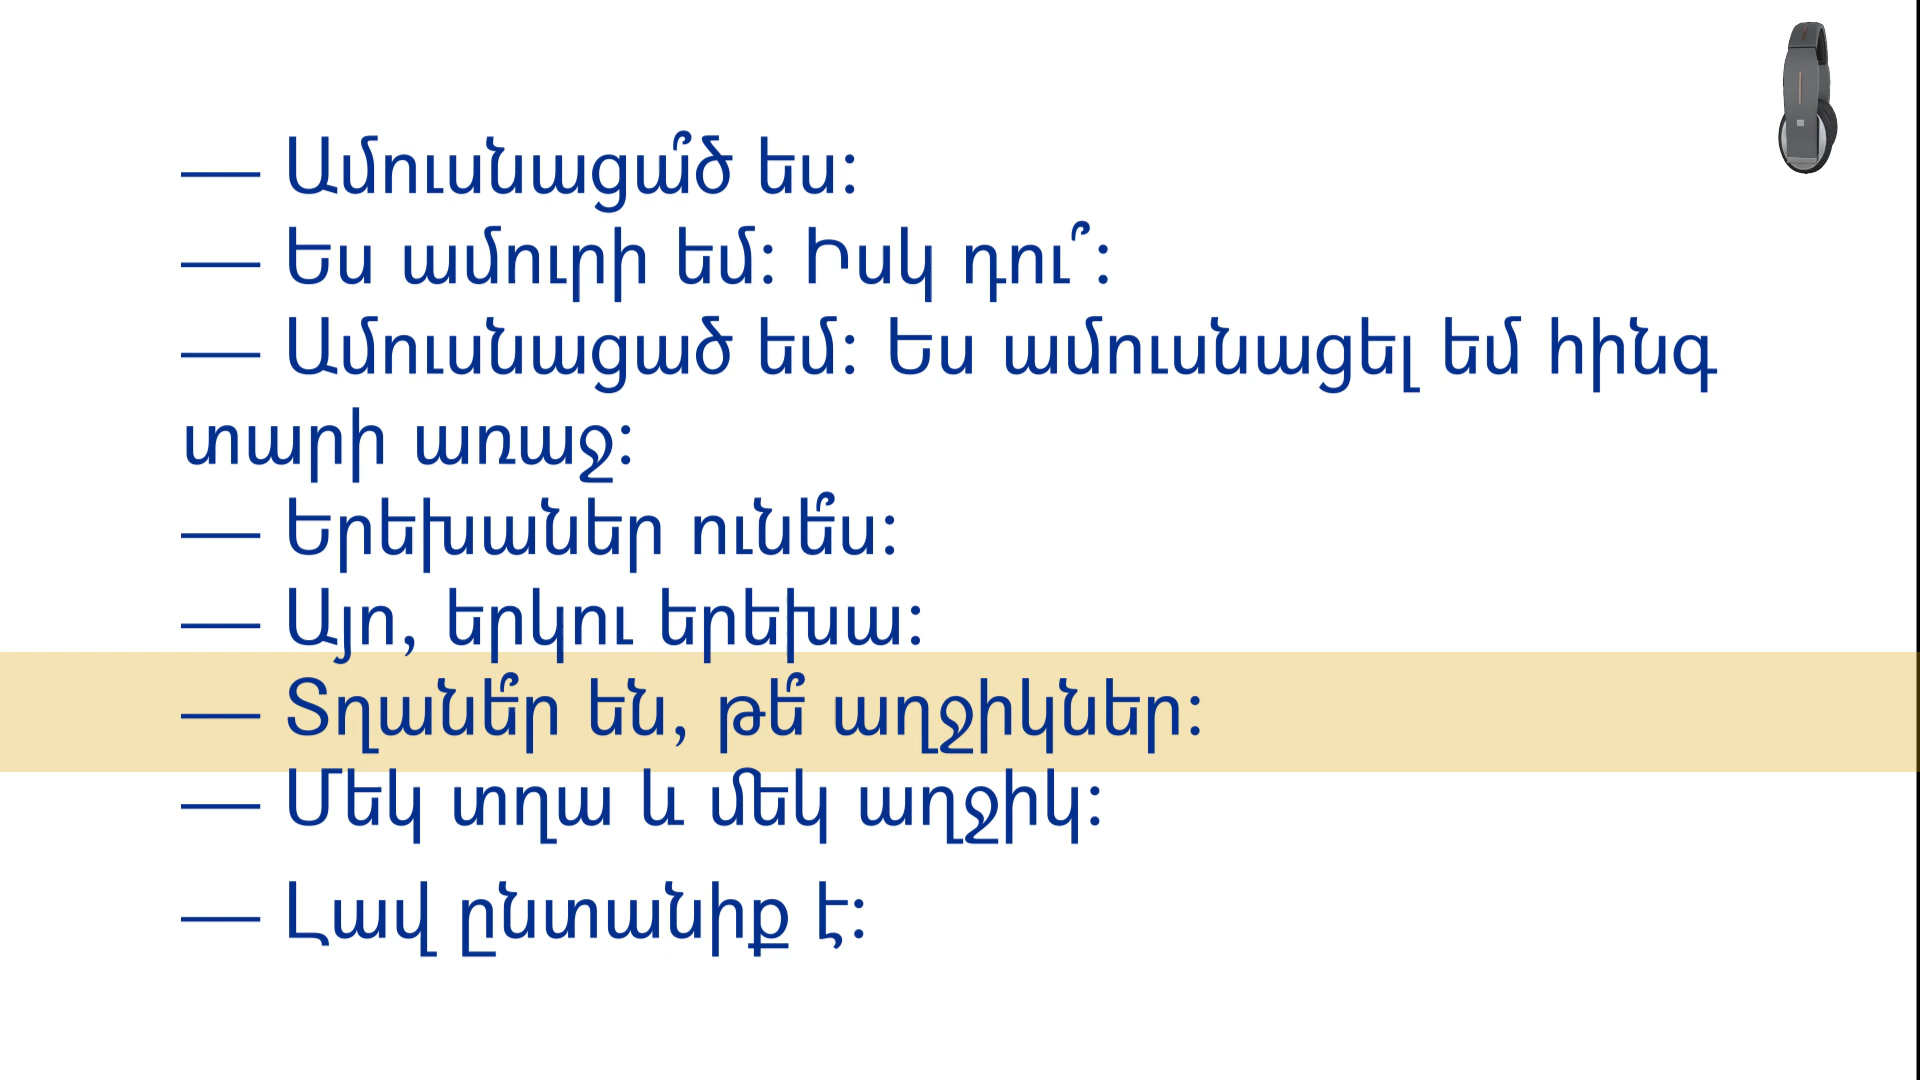 — Ամուսնացա՞ծ ես:
— Ես ամուրի եմ: Իսկ դու՞:
— Ամուսնացած եմ: Ես ամուսնացել եմ հինգ
տարի առաջ:
— Երեխաներ ունե՞ս:
— Այո, երկու երեխա:
— Տղանե՞ր են, թե՞ աղջիկներ:
— Մեկ տղա և մեկ աղջիկ:
— Լավ ընտանիք է: